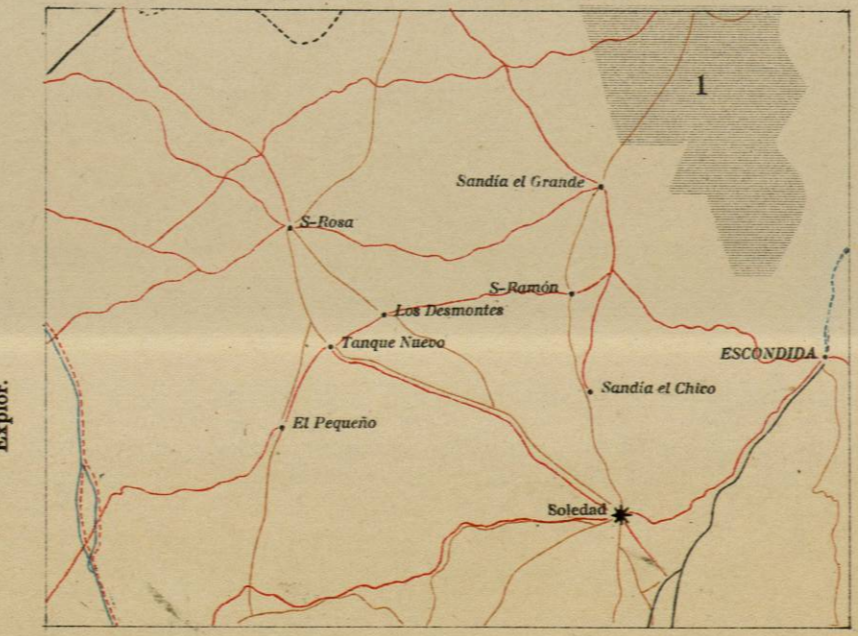 1
Sandía el Grande
S-Rosa
S-Ramón
Los Desmontes
Tanque Nuevo
ESCONDIDA
Sandía el Chico
El Pequeño
Soledad
Explor.